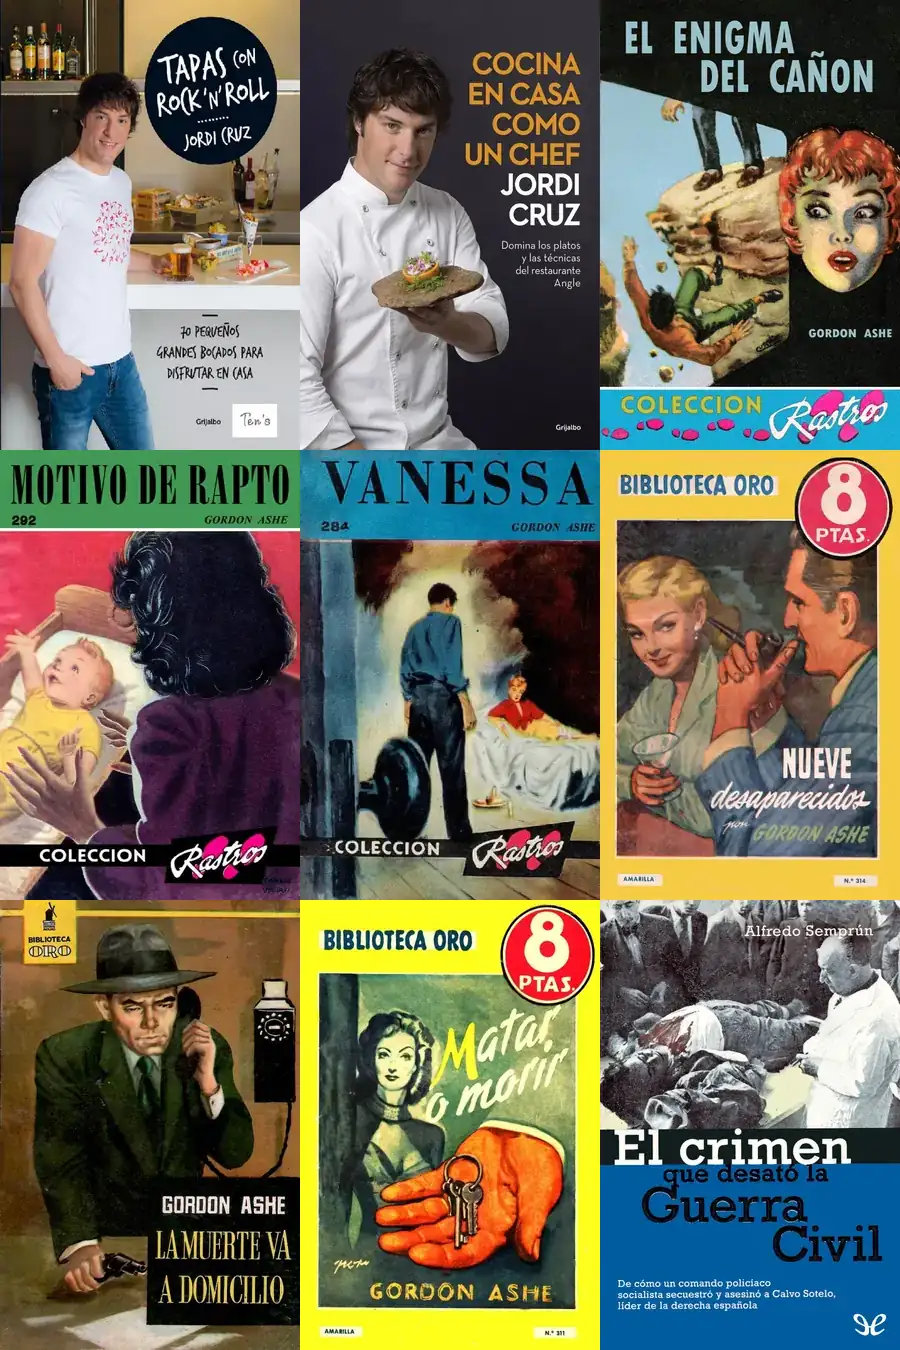 TAPAS CON
ROCK'N'ROLL
JORDI CRUZ
70 PEQUEÑOS
GRANDES BOCADOS PARA
DISFRUTAR EN CASA
Grijalbo
Ten's
COCINA
EN CASA
COMO
UN CHEF
JORDI
CRUZ
Domina los platos
y las técnicas
del restaurante
Angle
Grijalbo
EL ENIGMA
DEL CAÑON
GORDON ASHE
COLECCION
Rastros
MOTIVO DE RAPTO
292
GORDON ASHE
COLECCION
Rastros
VANESSA
284
GORDON ASHE
COLECCION
Rastros
BIBLIOTECA ORO
8
PTAS.
NUEVE
desaparecidos
por GORDON ASHE
AMARILLA
N.º 314
BIBLIOTECA
ORO
GORDON ASHE
LA MUERTE VA
A DOMICILIO
BIBLIOTECA ORO
8
PTAS.
Matar
o morir
GORDON ASHE
AMARILLA
N.º 311
Alfredo Semprún
El crimen
que desató la
Guerra
Civil
De cómo un comando policíaco
socialista secuestró y asesinó a Calvo Sotelo,
líder de la derecha española